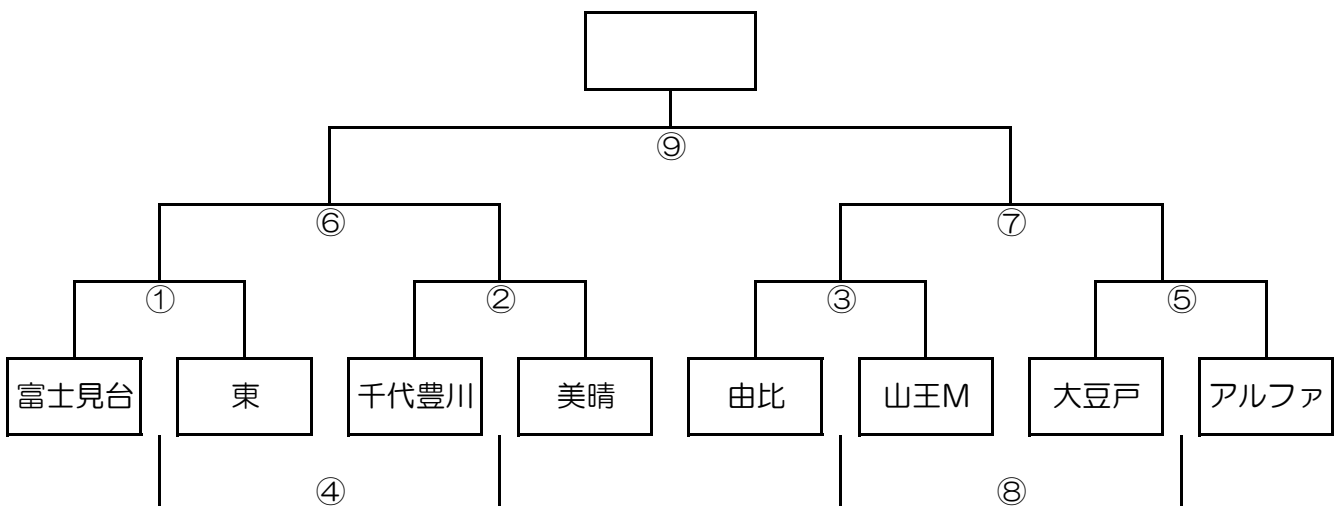 ⑨
⑥
⑦
①
②
③
⑤
富士見台
東
千代豊川
美晴
由比
山王M
大豆戸
アルファ
④
⑧